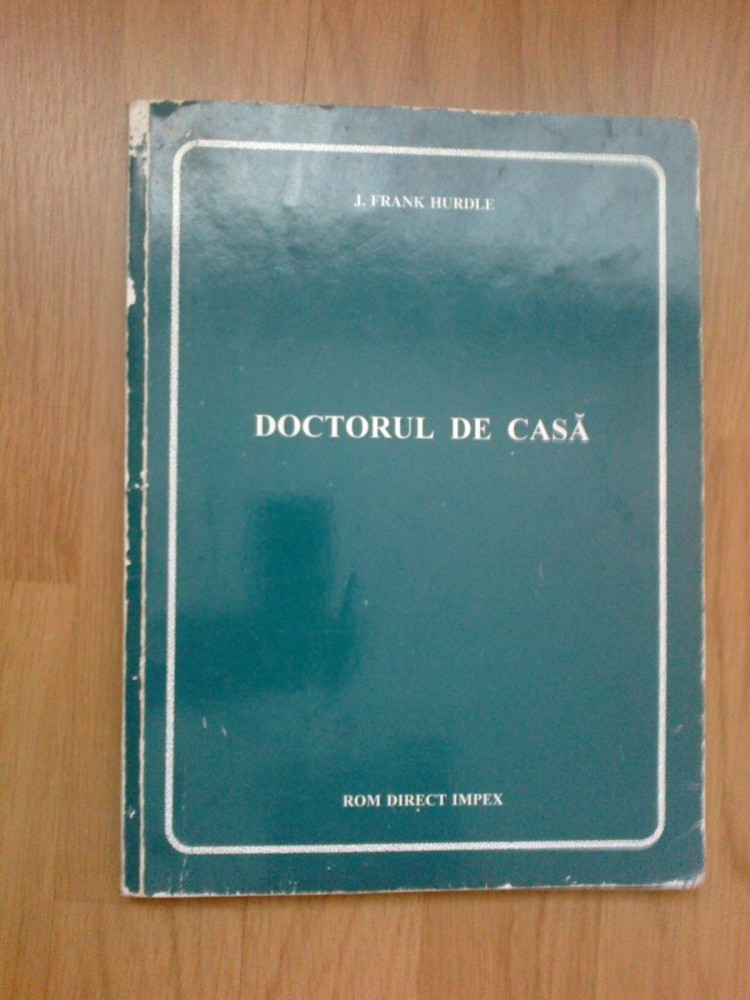 J. FRANK HURDLE
DOCTORUL DE CASĂ
ROM DIRECT IMPEX